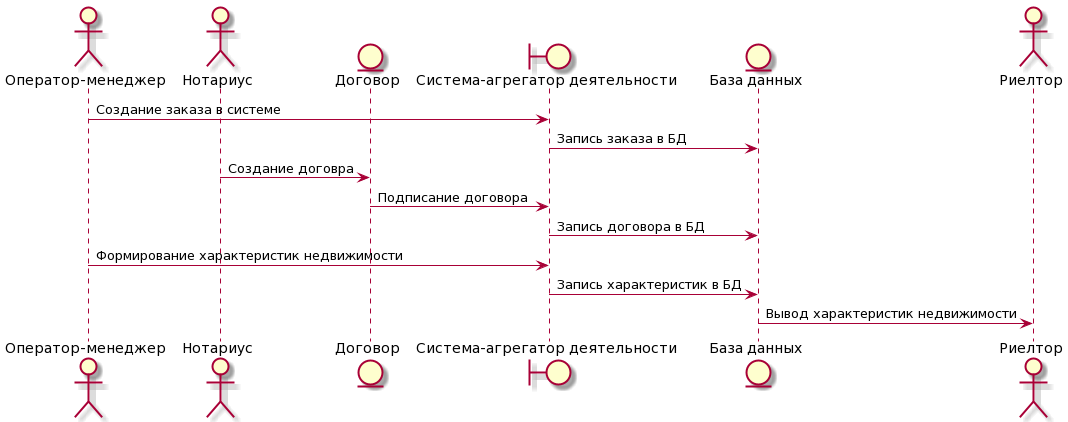 Оператор-менеджер Нотариус Договор Система-агрегатор деятельности База данных Риелтор
Создание заказа в системе
Запись заказа в БД
Создание договра
Подписание договора
Запись договора в БД
Формирование характеристик недвижимости
Запись характеристик в БД
Вывод характеристик недвижимости
Оператор-менеджер Нотариус Договор Система-агрегатор деятельности База данных Риелтор